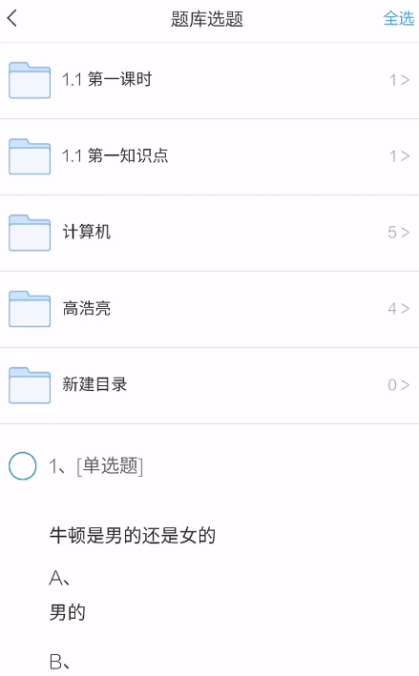 题库选题 全选
1.1 第一课时 1 >
1.1 第一知识点 1 >
计算机 5 >
高浩亮 4 >
新建目录 0 >
1、[单选题]
牛顿是男的还是女的
A、
男的
B、